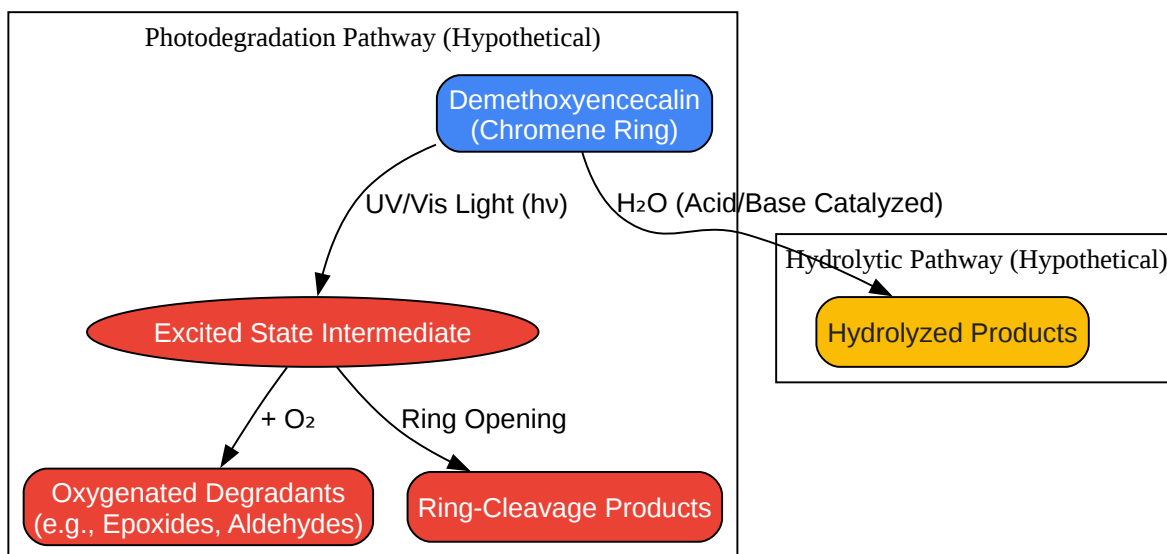 Photodegradation Pathway (Hypothetical)
Demethoxyencecalin
(Chromene Ring)
UV/Vis Light (hν)
H₂O (Acid/Base Catalyzed)
Hydrolytic Pathway (Hypothetical)
Excited State Intermediate
Hydrolyzed Products
+ O₂
Ring Opening
Oxygenated Degradants
(e.g., Epoxides, Aldehydes)
Ring-Cleavage Products